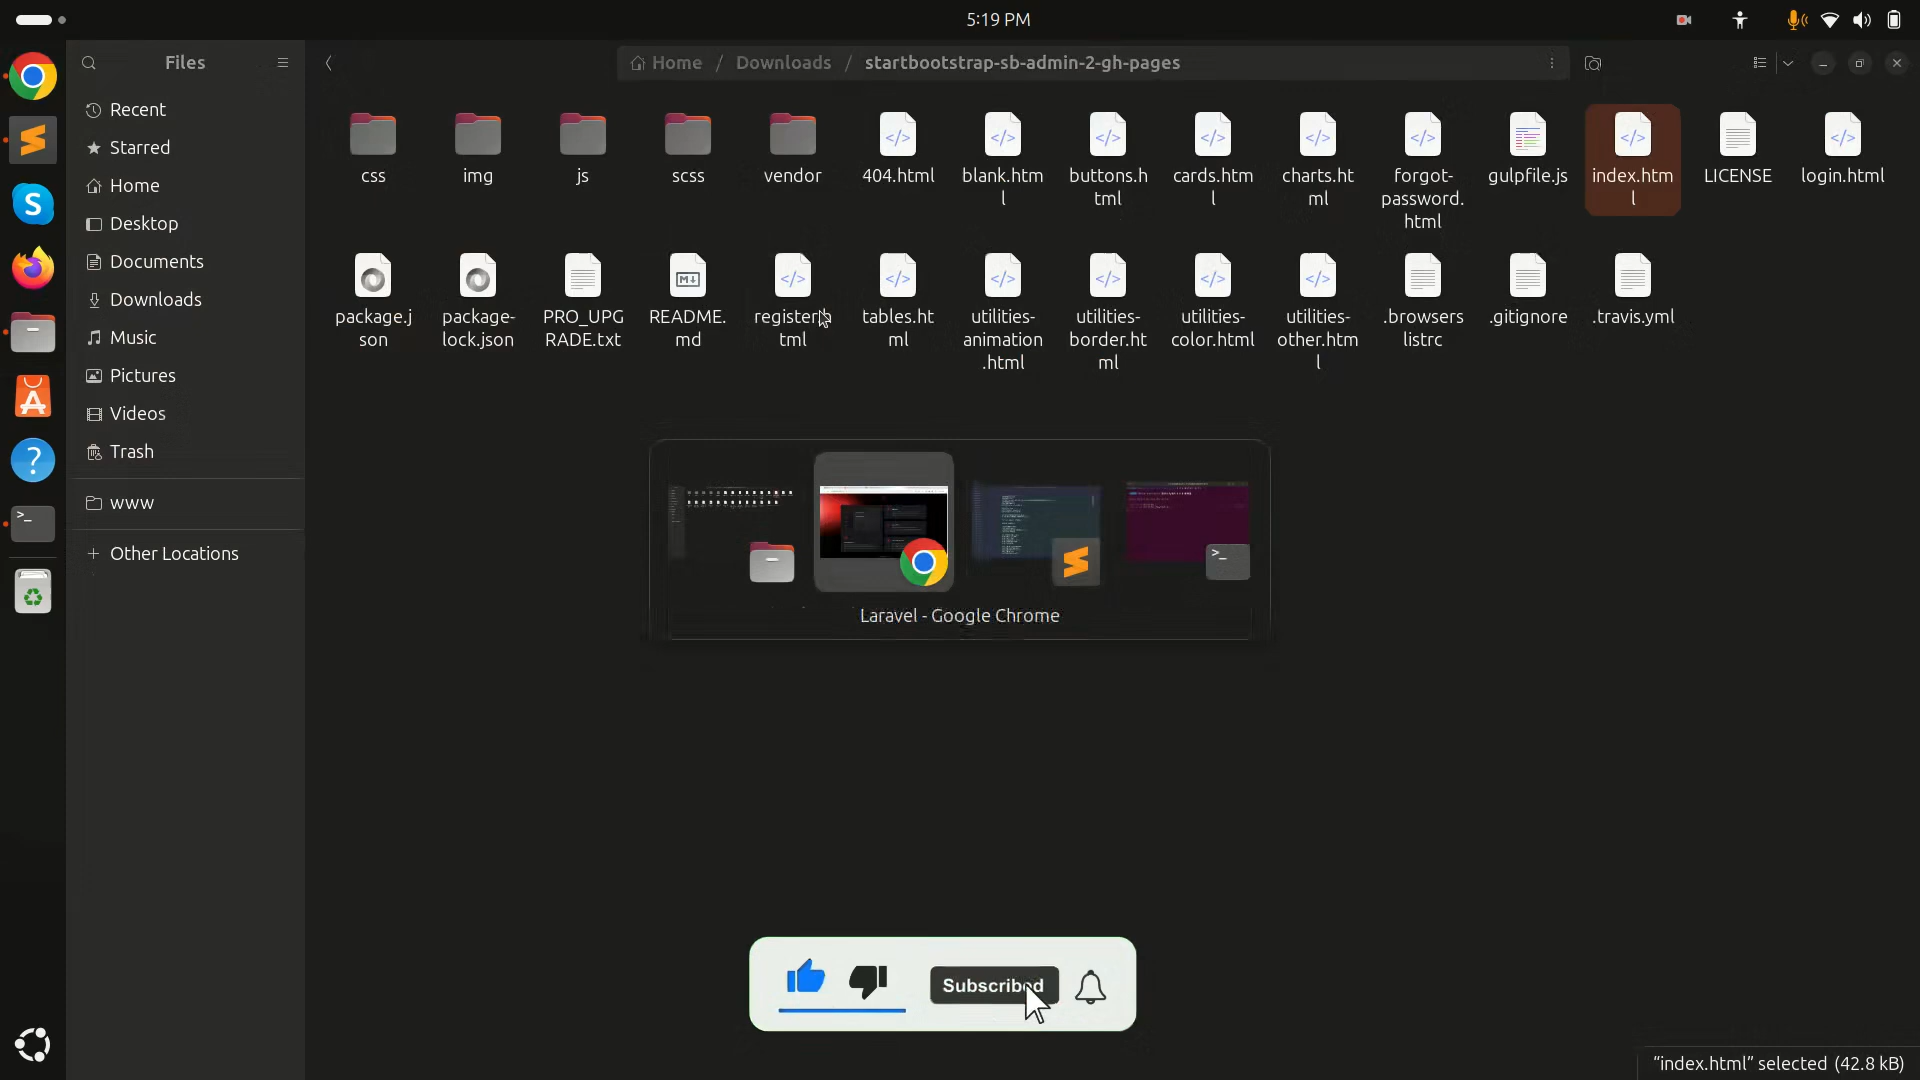 5:19 PM
Files
Home / Downloads / startbootstrap-sb-admin-2-gh-pages
Recent
Starred
Home
Desktop
Documents
Downloads
Music
Pictures
Videos
Trash
www
+ Other Locations
css
img
js
scss
vendor
404.html
blank.htm
l
buttons.h
tml
cards.htm
l
charts.ht
ml
forgot-
password.
html
gulpfile.js
index.htm
l
LICENSE
login.html
package.j
son
package-
lock.json
PRO_UPG
RADE.txt
README.
md
register.h
tml
tables.ht
ml
utilities-
animation
.html
utilities-
border.ht
ml
utilities-
color.html
utilities-
other.htm
l
.browsers
listrc
.gitignore
.travis.yml
Laravel - Google Chrome
Subscribed
"index.html" selected (42.8 kB)